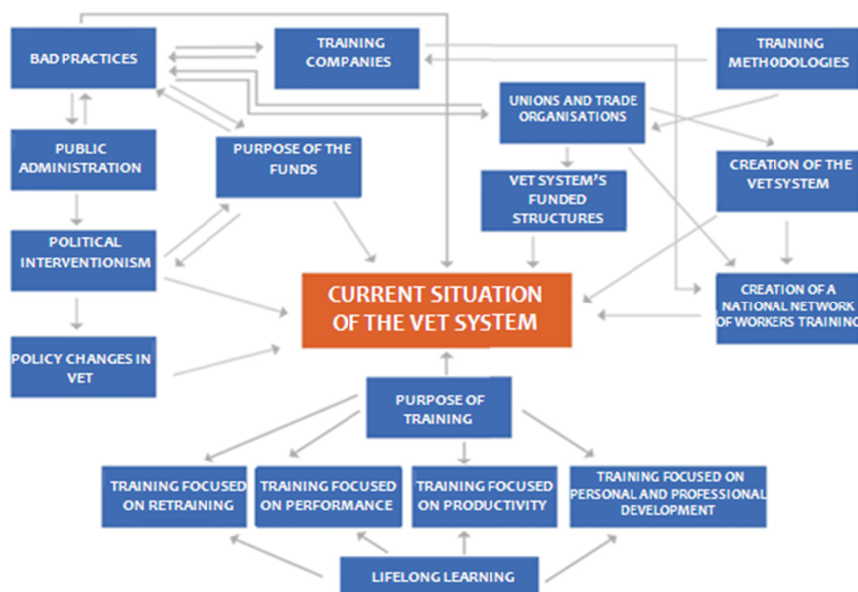 BAD PRACTICES
TRAINING
COMPANIES
TRAINING
METHODOLOGIES
UNIONS AND TRADE
ORGANISATIONS
PUBLIC
ADMINISTRATION
PURPOSE OF THE
FUNDS
CREATION OF THE
VET SYSTEM
VET SYSTEM'S
FUNDED
STRUCTURES
POLITICAL
INTERVENTIONISM
CURRENT SITUATION
OF THE VET SYSTEM
CREATION OF A
NATIONAL NETWORK
OF WORKERS TRAINING
POLICY CHANGES IN
VET
PURPOSE OF
TRAINING
TRAINING FOCUSED
ON RETRAINING
TRAINING FOCUSED
ON PERFORMANCE
TRAINING FOCUSED
ON PRODUCTIVITY
TRAINING FOCUSED ON
PERSONAL AND PROFESSIONAL
DEVELOPMENT
LIFELONG LEARNING